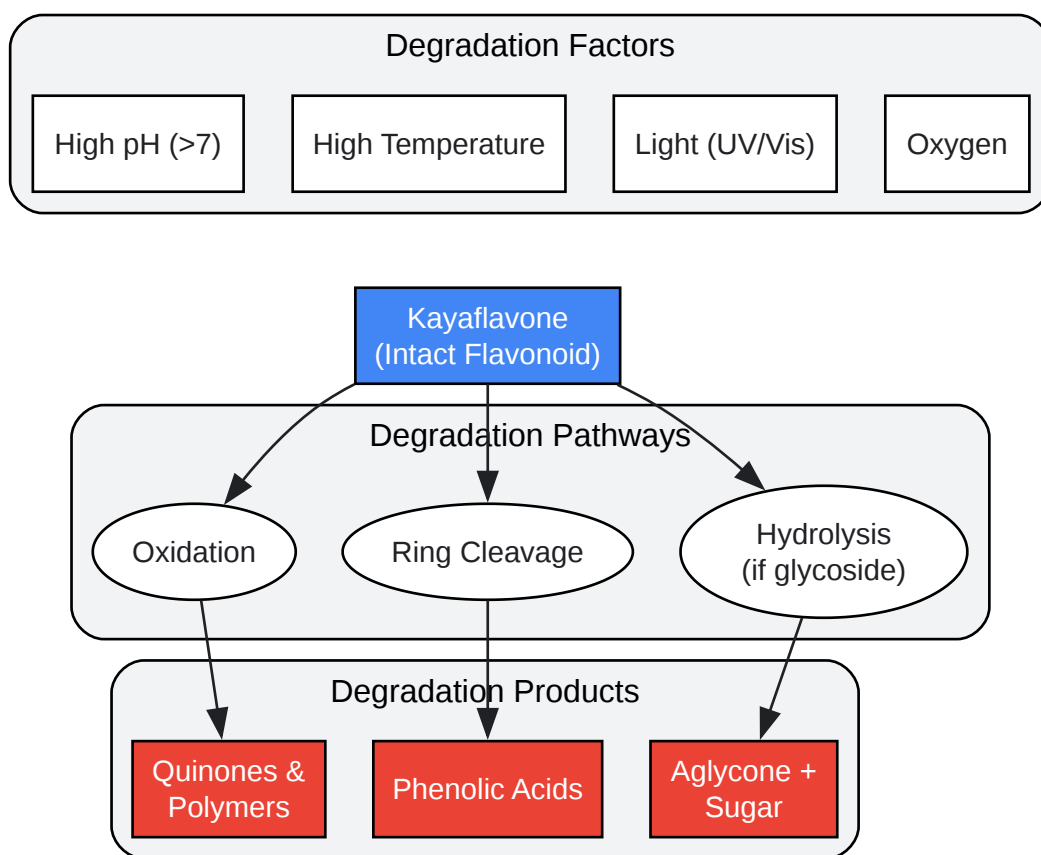 Degradation Factors
High pH (>7)
High Temperature
Light (UV/Vis)
Oxygen
Kayaflavone
(Intact Flavonoid)
Degradation Pathways
Oxidation
Ring Cleavage
Hydrolysis
(if glycoside)
Degradation Products
Quinones &
Polymers
Phenolic Acids
Aglycone +
Sugar